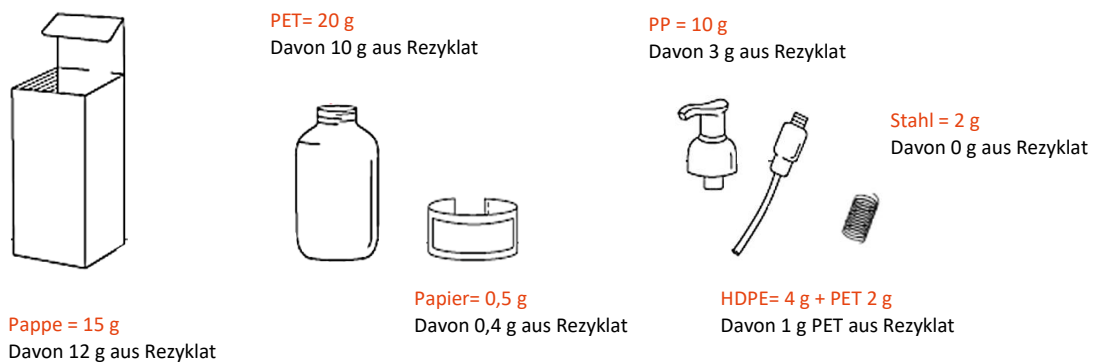 PET= 20 g
Davon 10 g aus Rezyklat
PP = 10 g
Davon 3 g aus Rezyklat
Stahl = 2 g
Davon 0 g aus Rezyklat
Papier= 0,5 g
Davon 0,4 g aus Rezyklat
HDPE= 4 g + PET 2 g
Davon 1 g PET aus Rezyklat
Pappe = 15 g
Davon 12 g aus Rezyklat